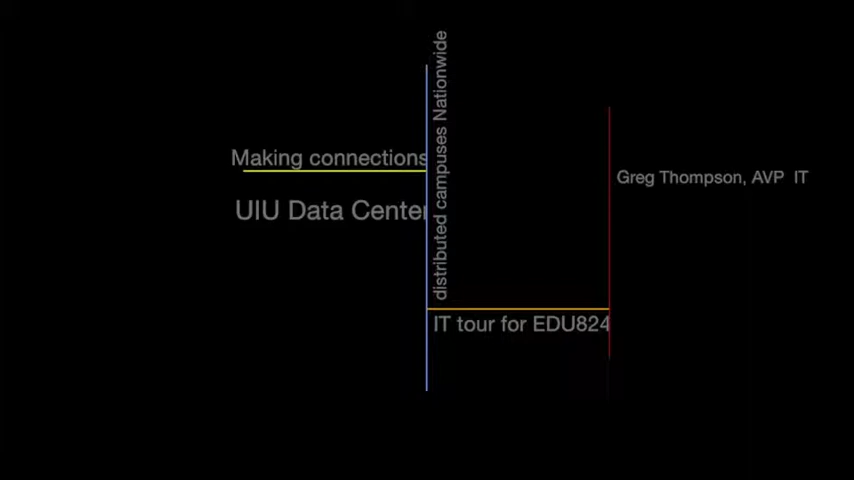 Making connections
UIU Data Center
distributed campuses Nationwide
IT tour for EDU824
Greg Thompson, AVP IT